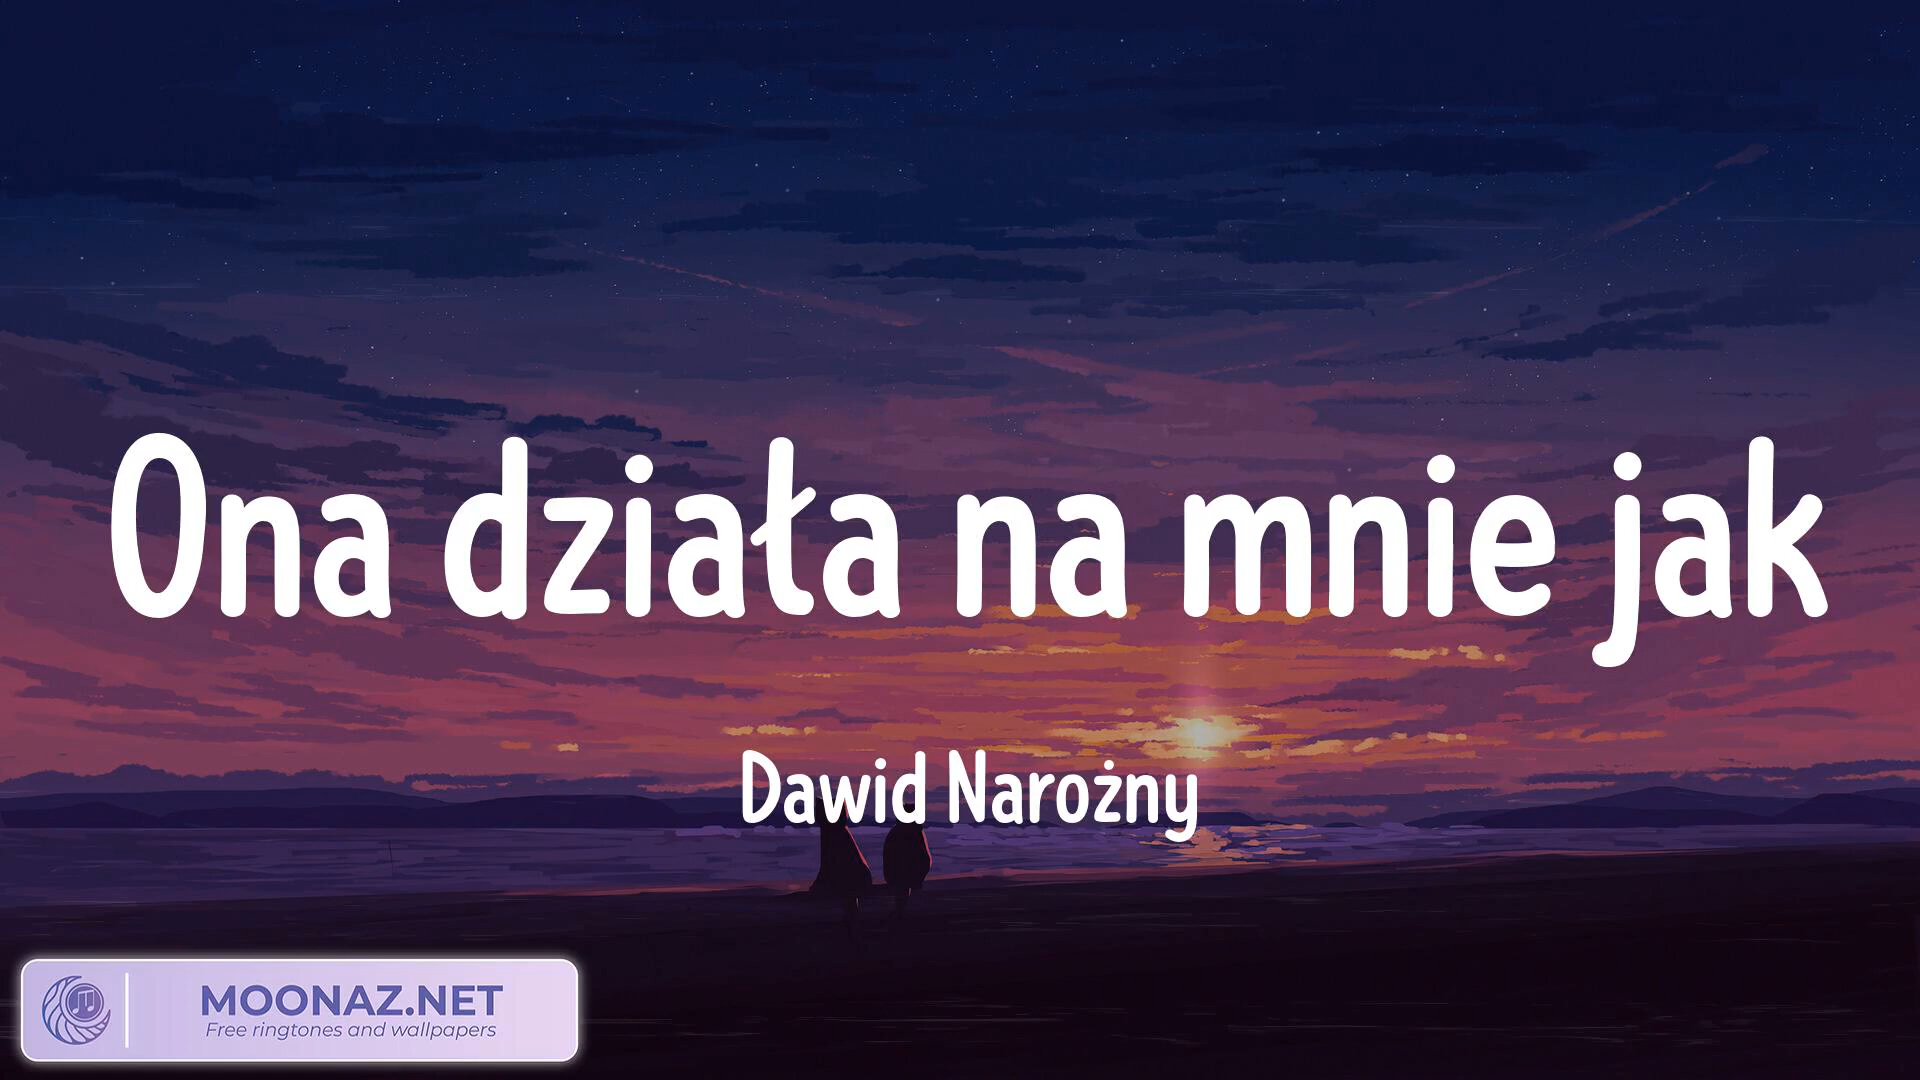 Ona działa na mnie jak
Dawid Narożny
MOONAZ.NET
Free ringtones and wallpapers